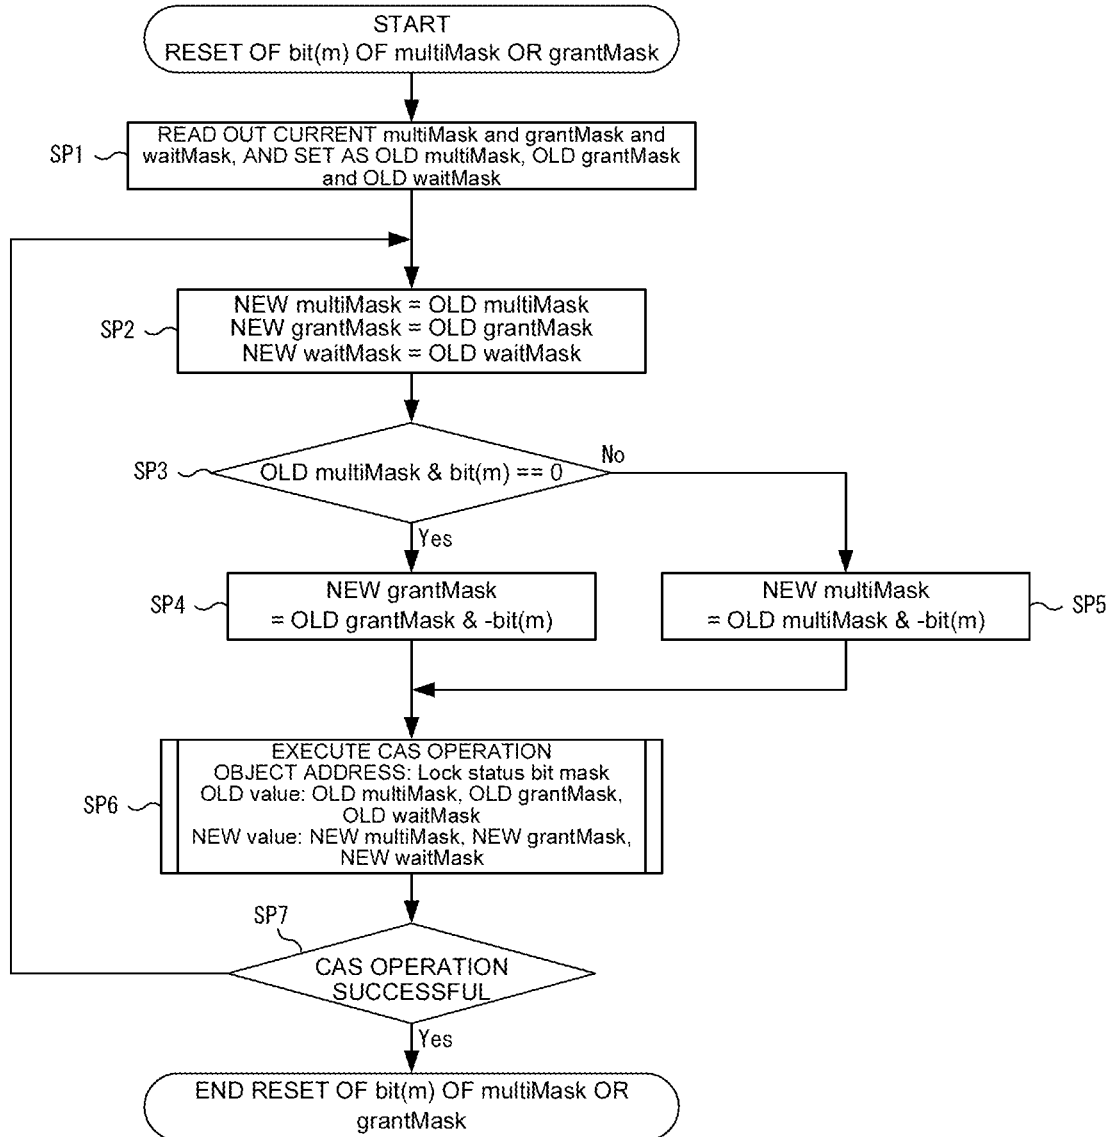 START
RESET OF bit(m) OF multiMask OR grantMask
SP1
READ OUT CURRENT multiMask and grantMask and
waitMask, AND SET AS OLD multiMask, OLD grantMask
and OLD waitMask
SP2
NEW multiMask = OLD multiMask
NEW grantMask = OLD grantMask
NEW waitMask = OLD waitMask
SP3
OLD multiMask & bit(m) == 0
No
Yes
SP4
NEW grantMask
= OLD grantMask & -bit(m)
NEW multiMask
= OLD multiMask & -bit(m)
SP5
SP6
EXECUTE CAS OPERATION
OBJECT ADDRESS: Lock status bit mask
OLD value: OLD multiMask, OLD grantMask,
OLD waitMask
NEW value: NEW multiMask, NEW grantMask,
NEW waitMask
SP7
CAS OPERATION
SUCCESSFUL
Yes
END RESET OF bit(m) OF multiMask OR
grantMask